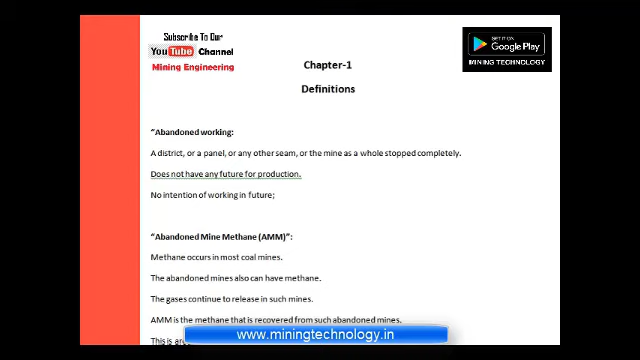 Subscribe To Our
YouTube Channel
Mining Engineering
GET IT ON
Google Play
MINING TECHNOLOGY
Chapter-1
Definitions
"Abandoned working:
A district, or a panel, or any other seam, or the mine as a whole stopped completely.
Does not have any future for production.
No intention of working in future;
"Abandoned Mine Methane (AMM)":
Methane occurs in most coal mines.
The abandoned mines also can have methane.
The gases continue to release in such mines.
AMM is the methane that is recovered from such abandoned mines.
www.miningtechnology.in
This is